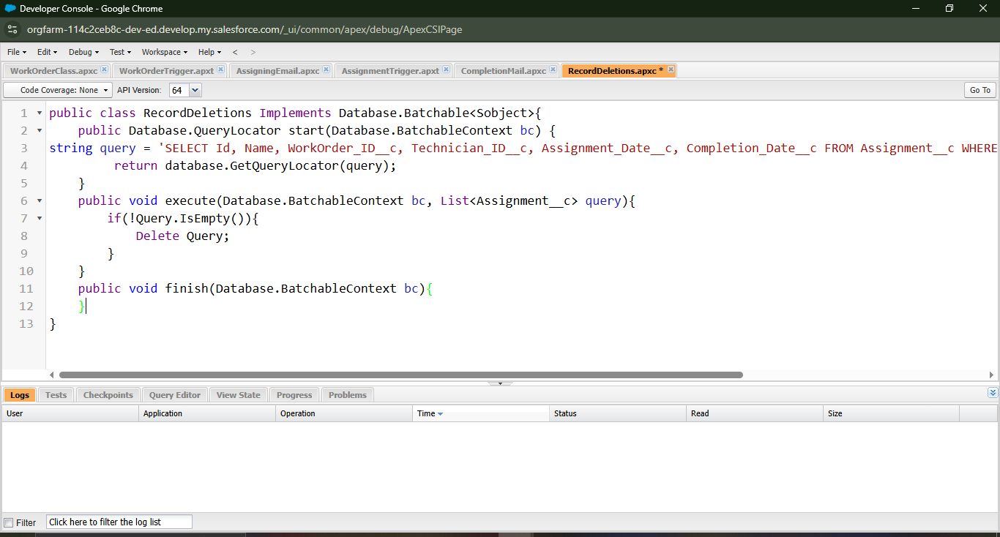 Developer Console - Google Chrome
orgfarm-114c2ceb8c-dev-ed.develop.my.salesforce.com/_ui/common/apex/debug/ApexCSIPage
File Edit Debug Test Workspace Help < >
WorkOrderClass.apxc WorkOrderTrigger.apxt AssigningEmail.apxc AssignmentTrigger.apxt CompletionMail.apxc RecordDeletions.apxc *
Code Coverage: None API Version: 64 Go To
1 public class RecordDeletions Implements Database.Batchable<Sobject>{
2 public Database.QueryLocator start(Database.BatchableContext bc) {
3 string query = 'SELECT Id, Name, WorkOrder_ID__c, Technician_ID__c, Assignment_Date__c, Completion_Date__c FROM Assignment__c WHERE
4 return database.GetQueryLocator(query);
5 }
6 public void execute(Database.BatchableContext bc, List<Assignment__c> query){
7 if(!Query.IsEmpty()){
8 Delete Query;
9 }
10 }
11 public void finish(Database.BatchableContext bc){
12 }
13 }
Logs Tests Checkpoints Query Editor View State Progress Problems
User Application Operation Time Status Read Size
Filter Click here to filter the log list